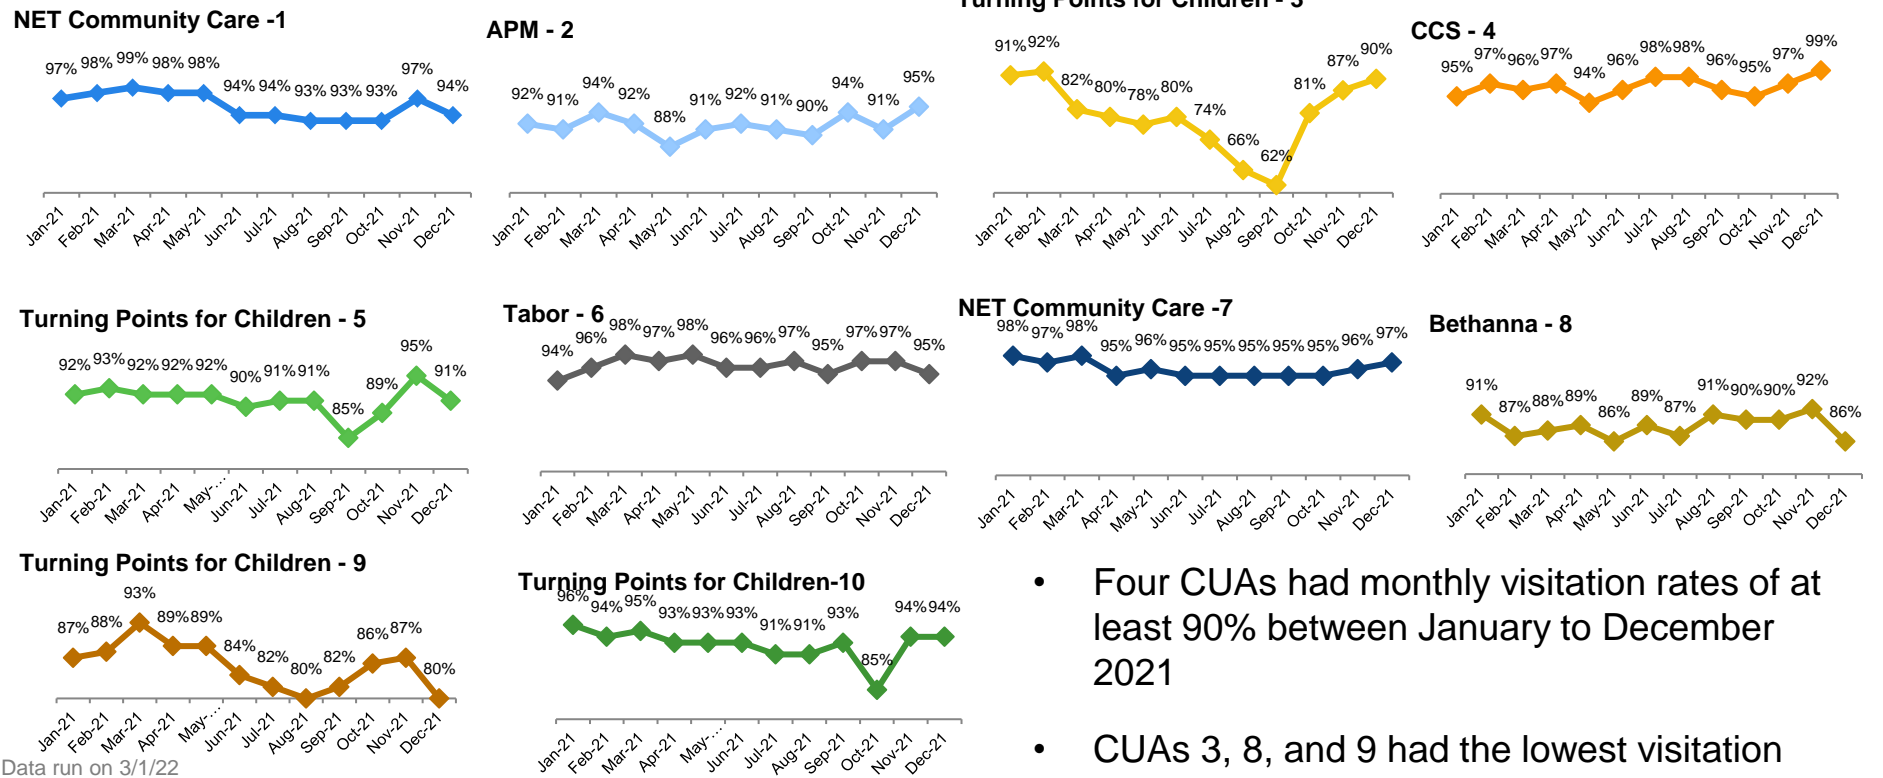 NET Community Care -1
97% 98% 99% 98% 98% 94% 94% 93% 93% 93% 97% 94%
Jan-21 Feb-21 Mar-21 Apr-21 May-21 Jun-21 Jul-21 Aug-21 Sep-21 Oct-21 Nov-21 Dec-21
APM - 2
92% 91% 94% 92% 88% 91% 92% 91% 90% 94% 91% 95%
Jan-21 Feb-21 Mar-21 Apr-21 May-21 Jun-21 Jul-21 Aug-21 Sep-21 Oct-21 Nov-21 Dec-21
Turning Points for Children - 3
91% 92% 82% 80% 78% 80% 74% 66% 62% 81% 87% 90%
Jan-21 Feb-21 Mar-21 Apr-21 May-21 Jun-21 Jul-21 Aug-21 Sep-21 Oct-21 Nov-21 Dec-21
CCS - 4
95% 97% 96% 97% 94% 96% 98% 98% 96% 95% 97% 99%
Jan-21 Feb-21 Mar-21 Apr-21 May-21 Jun-21 Jul-21 Aug-21 Sep-21 Oct-21 Nov-21 Dec-21
Turning Points for Children - 5
92% 93% 92% 92% 92% 90% 91% 91% 85% 89% 95% 91%
Jan-21 Feb-21 Mar-21 Apr-21 May-... Jun-21 Jul-21 Aug-21 Sep-21 Oct-21 Nov-21 Dec-21
Tabor - 6
94% 96% 98% 97% 98% 96% 96% 97% 95% 97% 97% 95%
Jan-21 Feb-21 Mar-21 Apr-21 May-21 Jun-21 Jul-21 Aug-21 Sep-21 Oct-21 Nov-21 Dec-21
NET Community Care -7
98% 97% 98% 95% 96% 95% 95% 95% 95% 95% 96% 97%
Jan-21 Feb-21 Mar-21 Apr-21 May-21 Jun-21 Jul-21 Aug-21 Sep-21 Oct-21 Nov-21 Dec-21
Bethanna - 8
91% 87% 88% 89% 86% 89% 87% 91% 90% 90% 92% 86%
Jan-21 Feb-21 Mar-21 Apr-21 May-21 Jun-21 Jul-21 Aug-21 Sep-21 Oct-21 Nov-21 Dec-21
Turning Points for Children - 9
87% 88% 93% 89% 89% 84% 82% 80% 82% 86% 87% 80%
Jan-21 Feb-21 Mar-21 Apr-21 May-... Jun-21 Jul-21 Aug-21 Sep-21 Oct-21 Nov-21 Dec-21
Turning Points for Children-10
96% 94% 95% 93% 93% 93% 91% 91% 93% 85% 94% 94%
Jan-21 Feb-21 Mar-21 Apr-21 May-... Jun-21 Jul-21 Aug-21 Sep-21 Oct-21 Nov-21 Dec-21
• Four CUAs had monthly visitation rates of at
least 90% between January to December
2021
• CUAs 3, 8, and 9 had the lowest visitation
Data run on 3/1/22